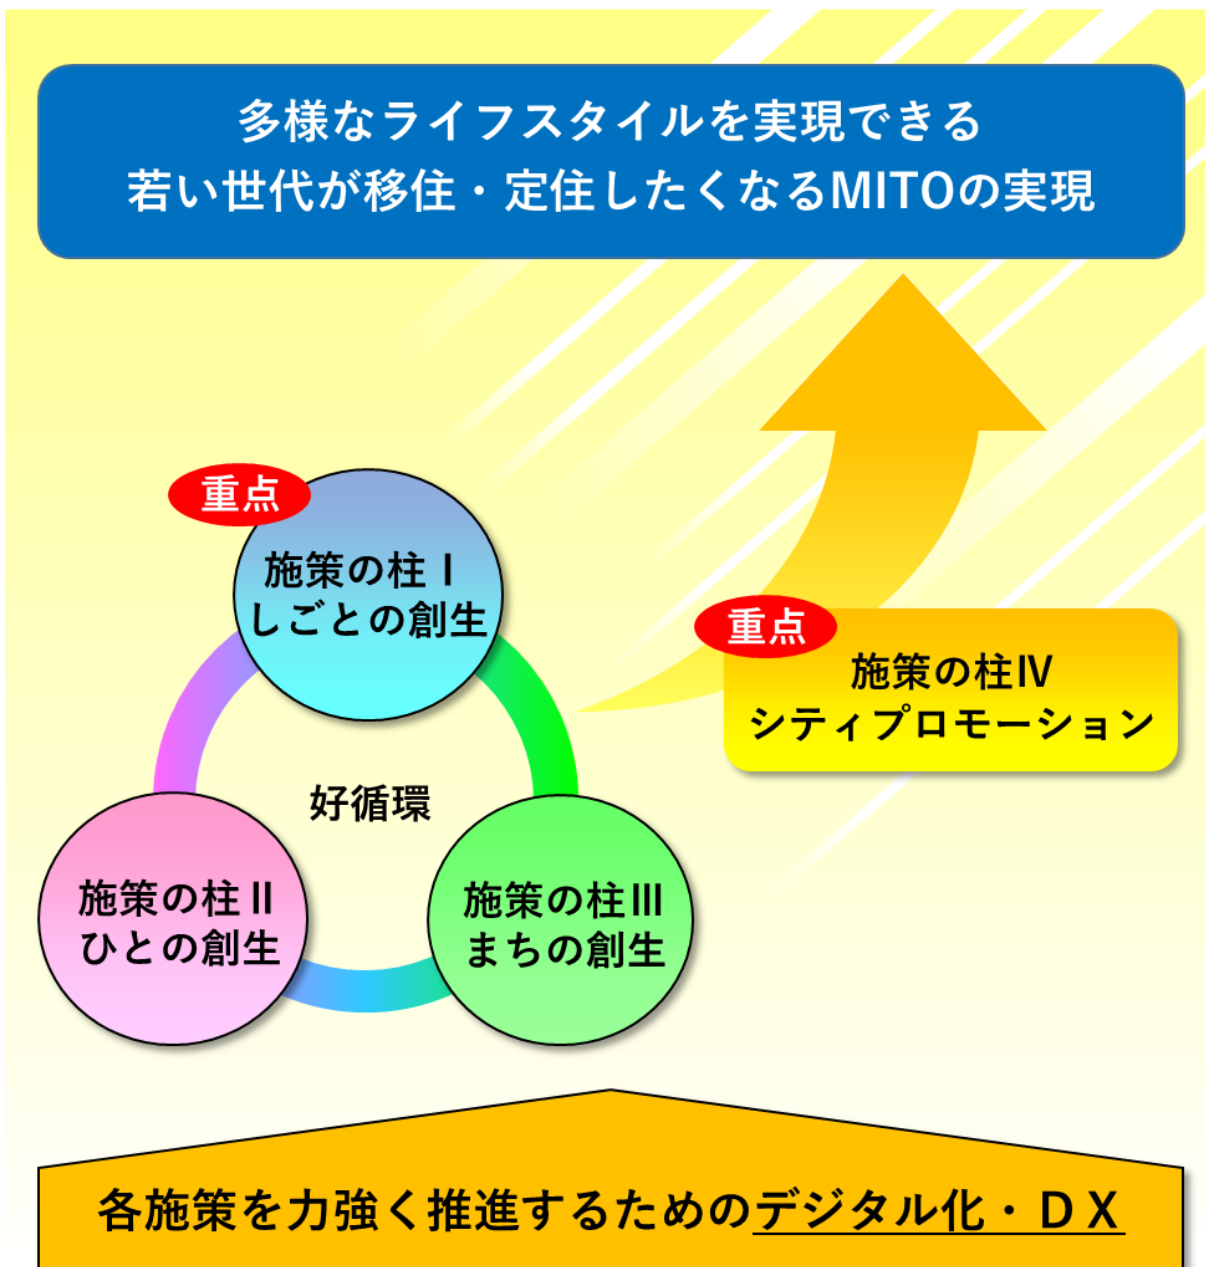 多様なライフスタイルを実現できる
若い世代が移住・定住したくなるMITOの実現
重点
施策の柱Ⅰ
しごとの創生
重点
施策の柱Ⅳ
シティプロモーション
好循環
施策の柱Ⅱ
ひとの創生
施策の柱Ⅲ
まちの創生
各施策を力強く推進するためのデジタル化・ＤＸ